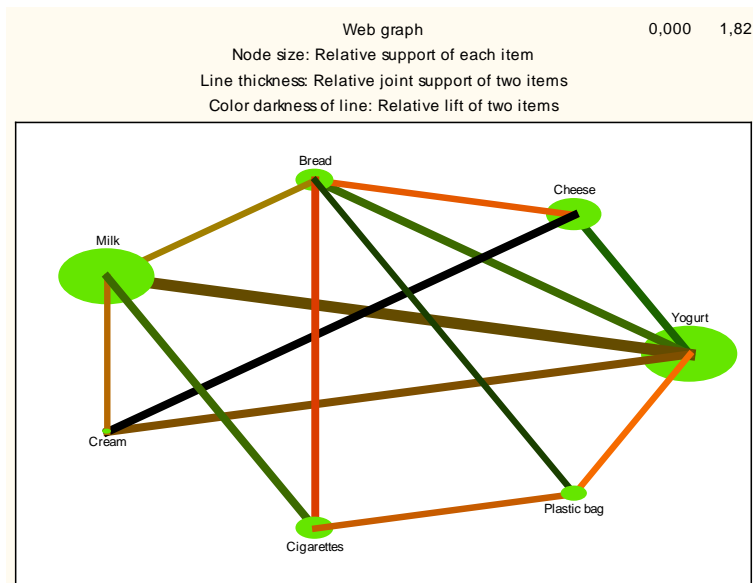 Web graph 0,000 1,82
Node size: Relative support of each item
Line thickness: Relative joint support of two items
Color darkness of line: Relative lift of two items
Bread
Cheese
Milk
Yogurt
Cream
Plastic bag
Cigarettes